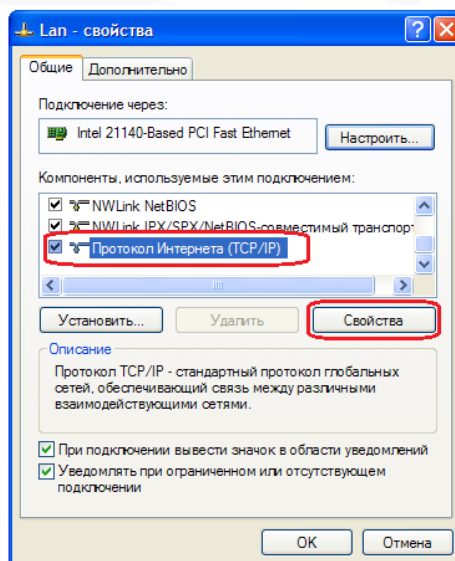 Lan - свойства
Общие
Дополнительно
Подключение через:
Intel 21140-Based PCI Fast Ethernet
Настроить...
Компоненты, используемые этим подключением:
NWLink NetBIOS
NWLink IPX/SPX/NetBIOS-совместимый транспорт
Протокол Интернета (TCP/IP)
Установить...
Удалить
Свойства
Описание
Протокол TCP/IP - стандартный протокол глобальных
сетей, обеспечивающий связь между различными
взаимодействующими сетями.
При подключении вывести значок в области уведомлений
Уведомлять при ограниченном или отсутствующем
подключении
OK
Отмена